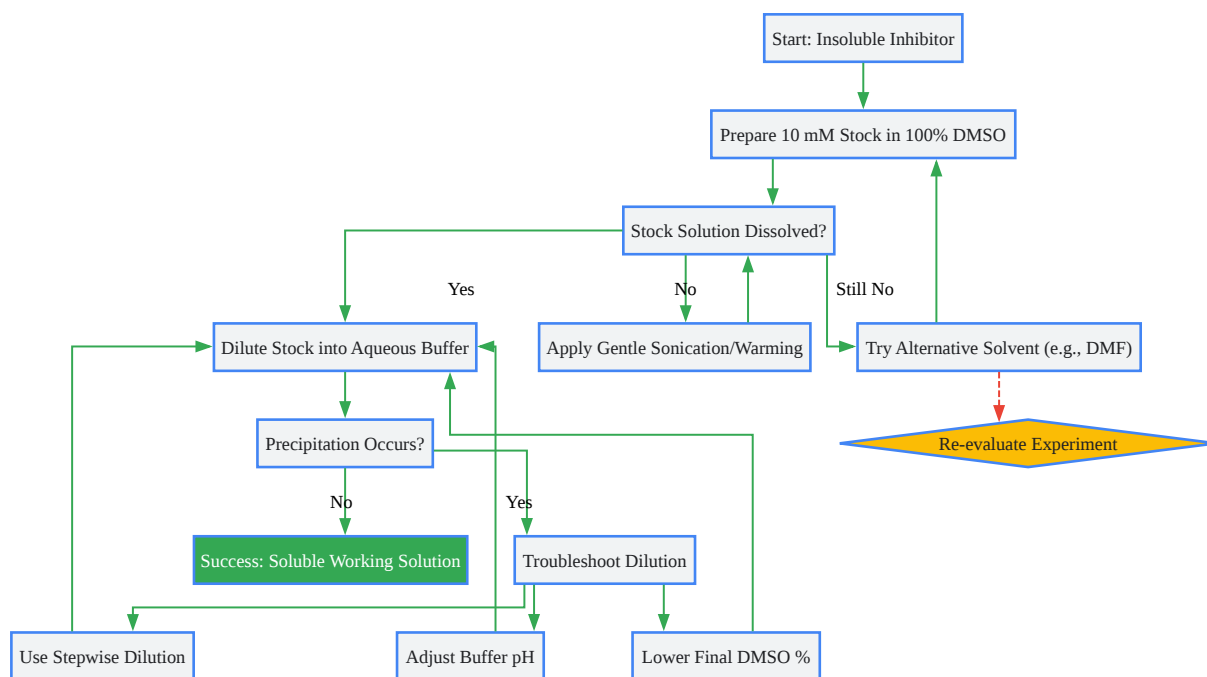 Start: Insoluble Inhibitor
Prepare 10 mM Stock in 100% DMSO
Stock Solution Dissolved?
Yes
No
Still No
Dilute Stock into Aqueous Buffer
Apply Gentle Sonication/Warming
Try Alternative Solvent (e.g., DMF)
Precipitation Occurs?
Re-evaluate Experiment
No
Yes
Success: Soluble Working Solution
Troubleshoot Dilution
Use Stepwise Dilution
Adjust Buffer pH
Lower Final DMSO %